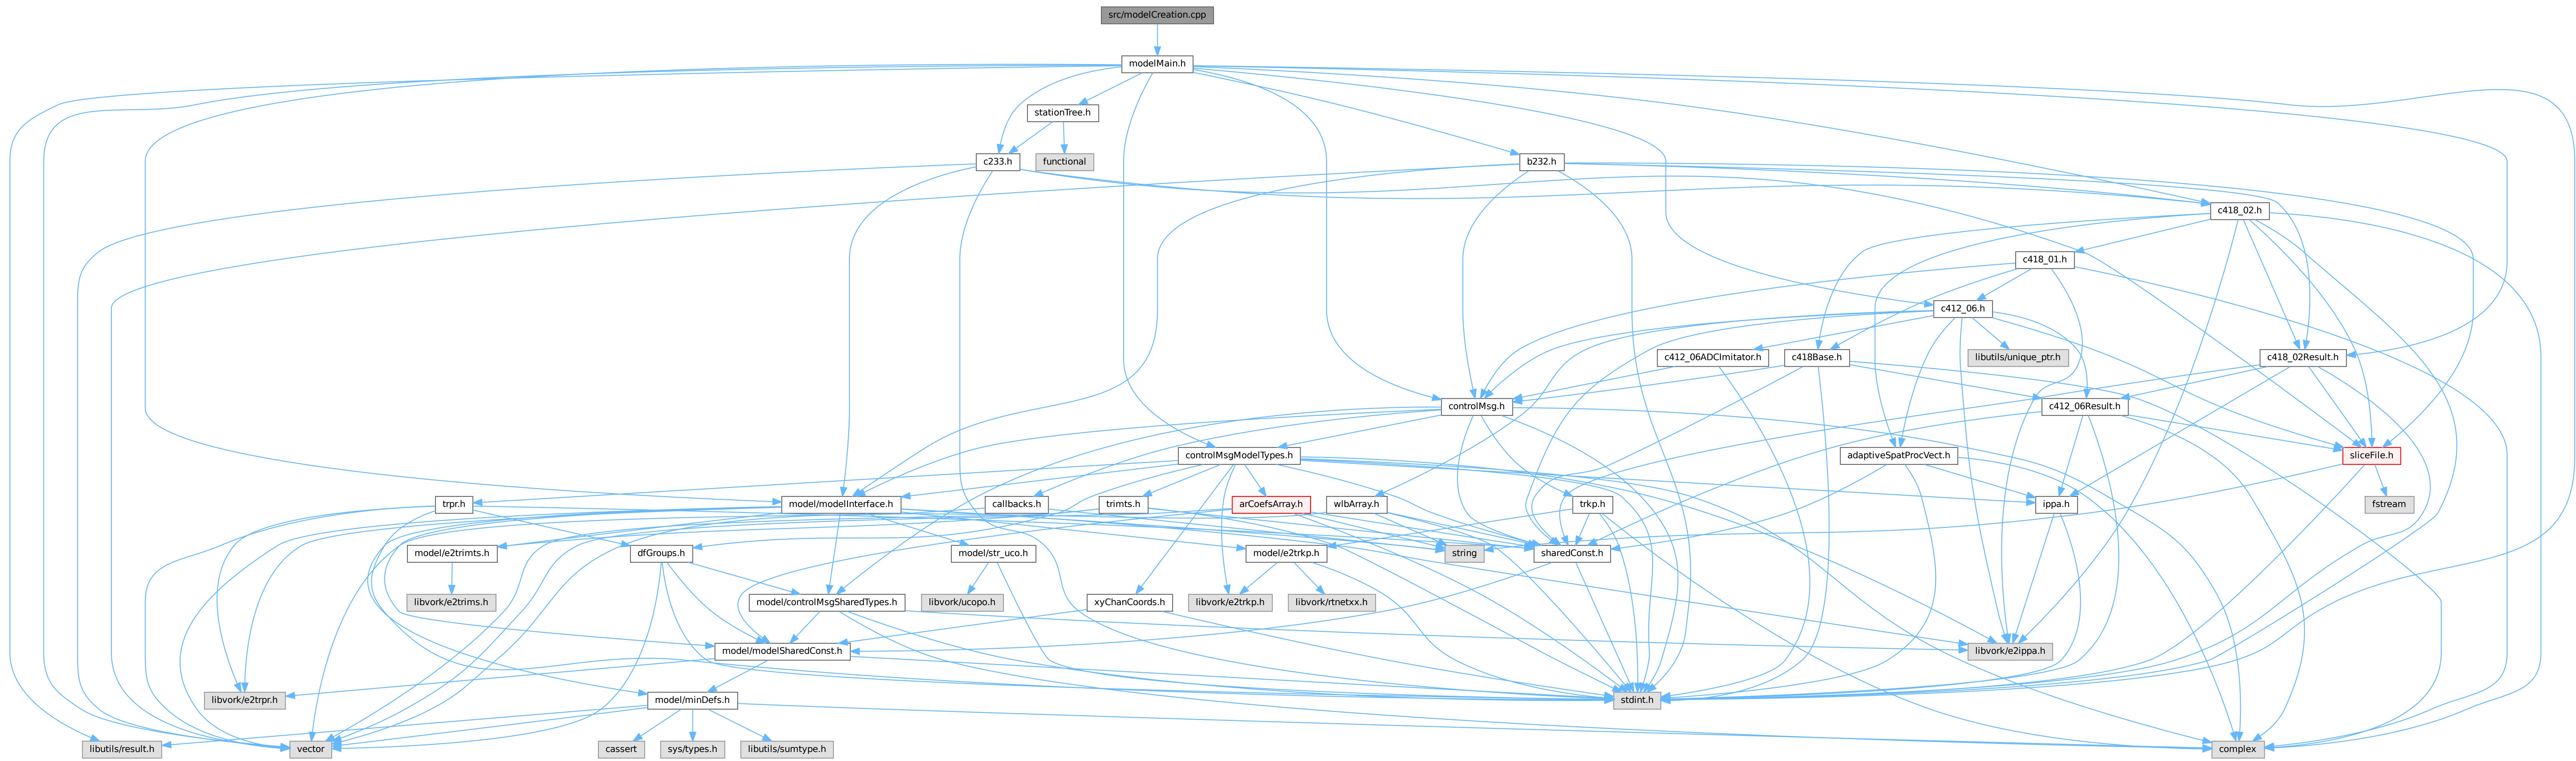 src/modelCreation.cpp
modelMain.h
stationTree.h
c233.h
functional
b232.h
c418_02.h
c418_01.h
c412_06.h
c412_06ADCImitator.h
c418Base.h
libutils/unique_ptr.h
c418_02Result.h
controlMsg.h
c412_06Result.h
controlMsgModelTypes.h
adaptiveSpatProcVect.h
sliceFile.h
trpr.h
model/modelInterface.h
callbacks.h
trimts.h
arCoefsArray.h
wlbArray.h
trkp.h
ippa.h
fstream
model/e2trimts.h
dfGroups.h
model/str_uco.h
model/e2trkp.h
string
sharedConst.h
libvork/e2trims.h
model/controlMsgSharedTypes.h
libvork/ucopo.h
xyChanCoords.h
libvork/e2trkp.h
libvork/rtnetxx.h
model/modelSharedConst.h
libvork/e2ippa.h
libvork/e2trpr.h
model/minDefs.h
stdint.h
libutils/result.h
vector
cassert
sys/types.h
libutils/sumtype.h
complex